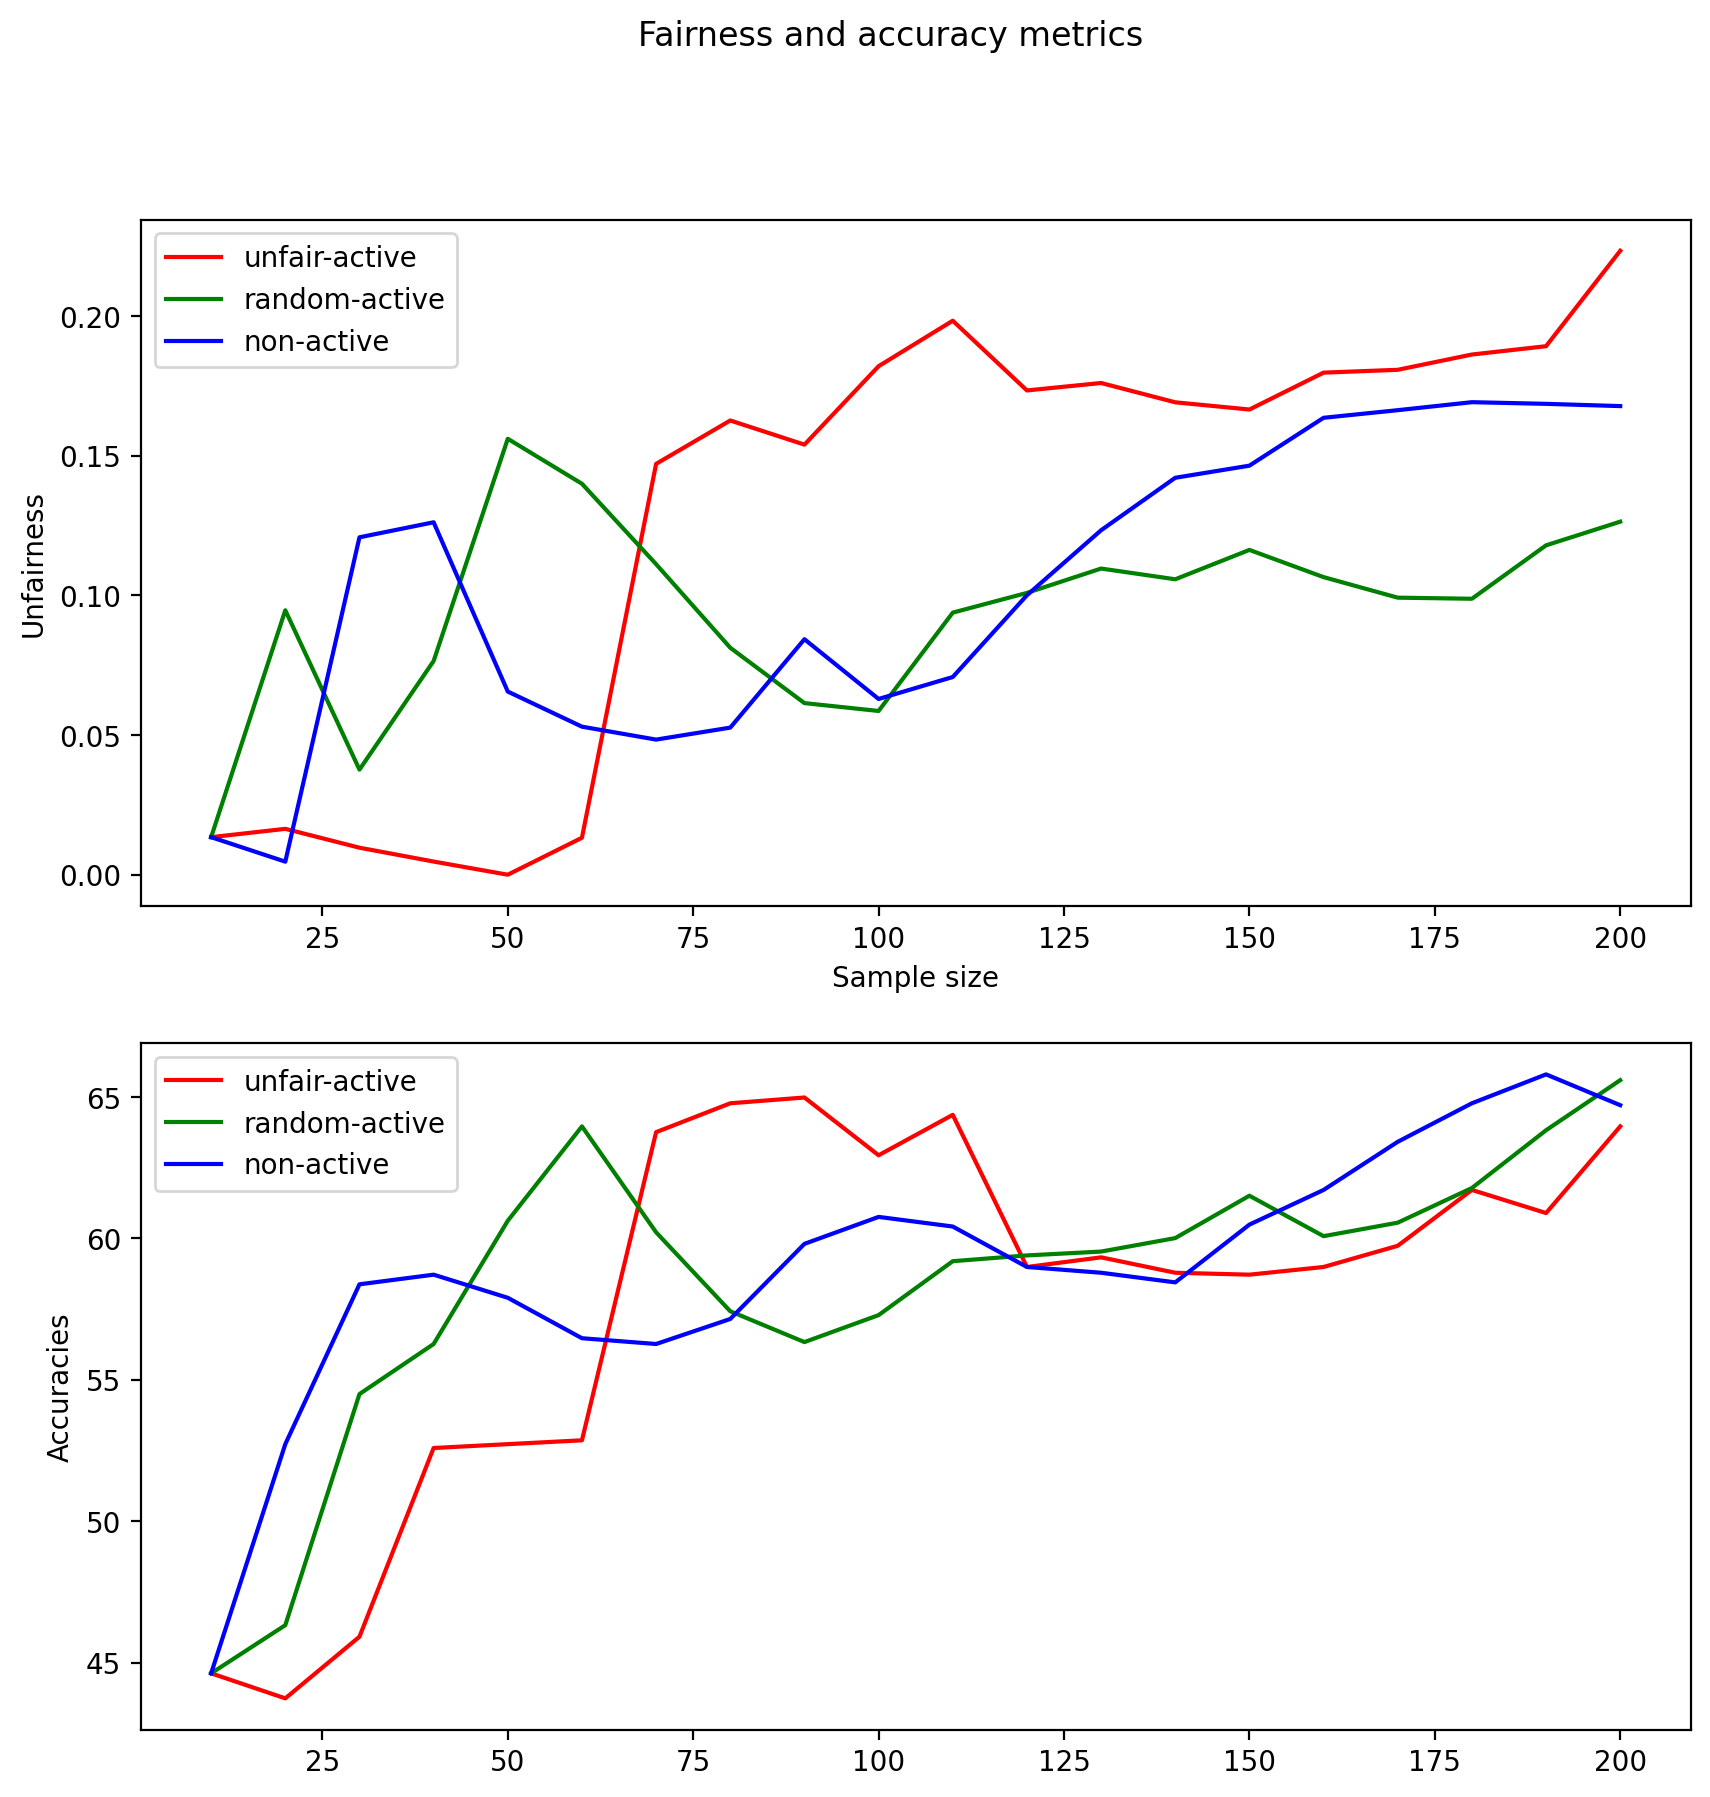 Fairness and accuracy metrics
unfair-active
random-active
non-active
0.20
0.15
0.10
0.05
0.00
Unfairness
25 50 75 100 125 150 175 200
Sample size
unfair-active
random-active
non-active
65
60
55
50
45
Accuracies
25 50 75 100 125 150 175 200